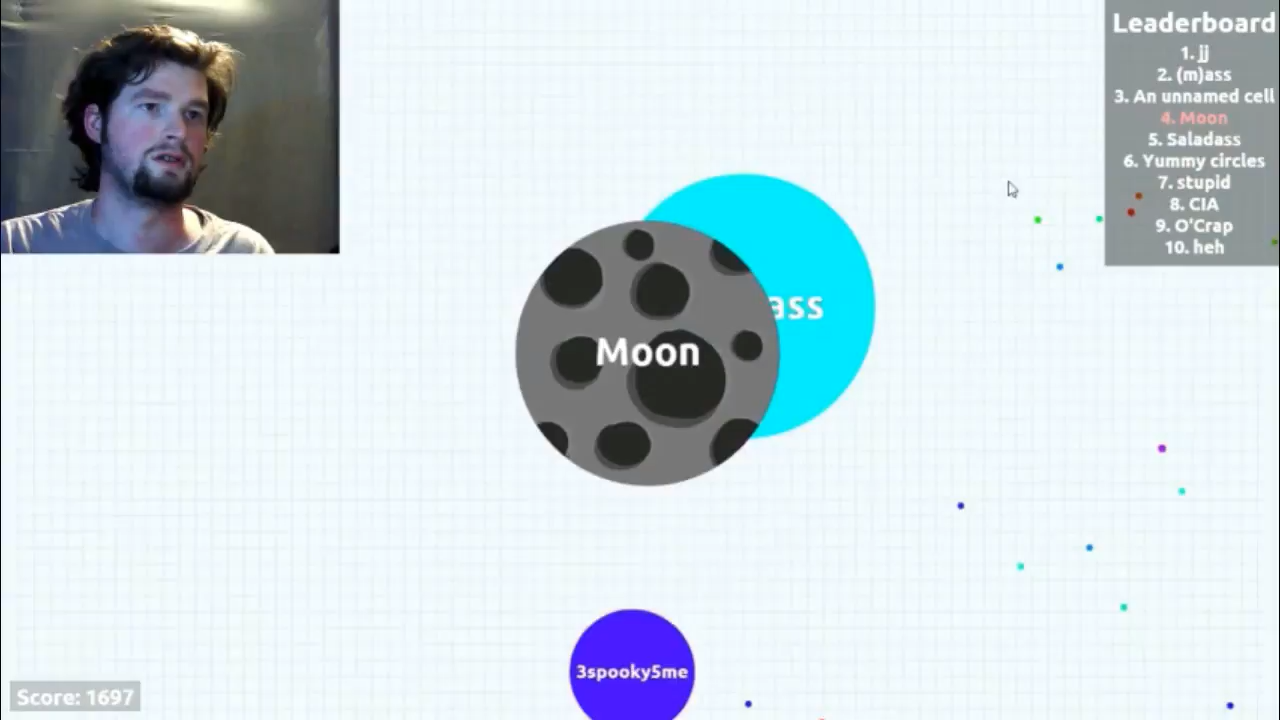 Leaderboard
1. jj
2. (m)ass
3. An unnamed cell
4. Moon
5. Saladass
6. Yummy circles
7. stupid
8. CIA
9. O'Crap
10. heh
ass
Moon
3spooky5me
Score: 1697